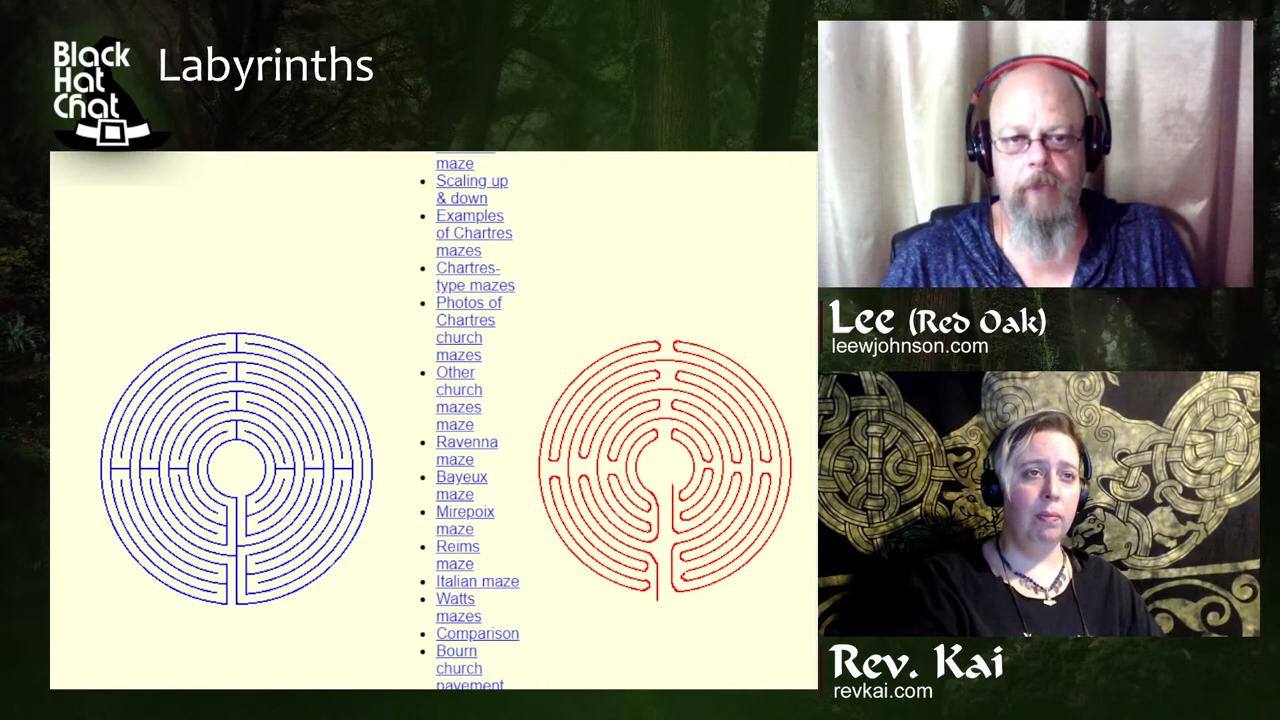 Black
Hat
Chat
Labyrinths
maze
Scaling up
& down
Examples
of Chartres
mazes
Chartres-
type mazes
Photos of
Chartres
church
mazes
Other
church
mazes
maze
Ravenna
maze
Bayeux
maze
Mirepoix
maze
Reims
maze
Italian maze
Watts
mazes
Comparison
Bourn
church
pavement
Lee (Red Oak)
leewjohnson.com
Rev. Kai
revkai.com